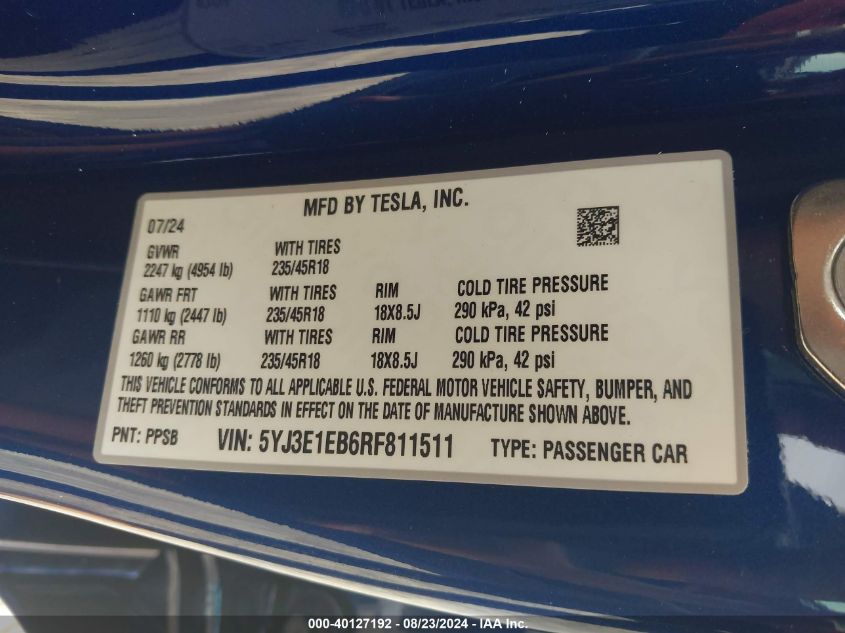 MFD BY TESLA, INC.
07/24
GVWR WITH TIRES
2247 kg (4954 lb) 235/45R18
GAWR FRT WITH TIRES RIM COLD TIRE PRESSURE
1110 kg (2447 lb) 235/45R18 18X8.5J 290 kPa, 42 psi
GAWR RR WITH TIRES RIM COLD TIRE PRESSURE
1260 kg (2778 lb) 235/45R18 18X8.5J 290 kPa, 42 psi
THIS VEHICLE CONFORMS TO ALL APPLICABLE U.S. FEDERAL MOTOR VEHICLE SAFETY, BUMPER, AND
THEFT PREVENTION STANDARDS IN EFFECT ON THE DATE OF MANUFACTURE SHOWN ABOVE.
PNT: PPSB VIN: 5YJ3E1EB6RF811511 TYPE: PASSENGER CAR
000-40127192 - 08/23/2024 - IAA Inc.